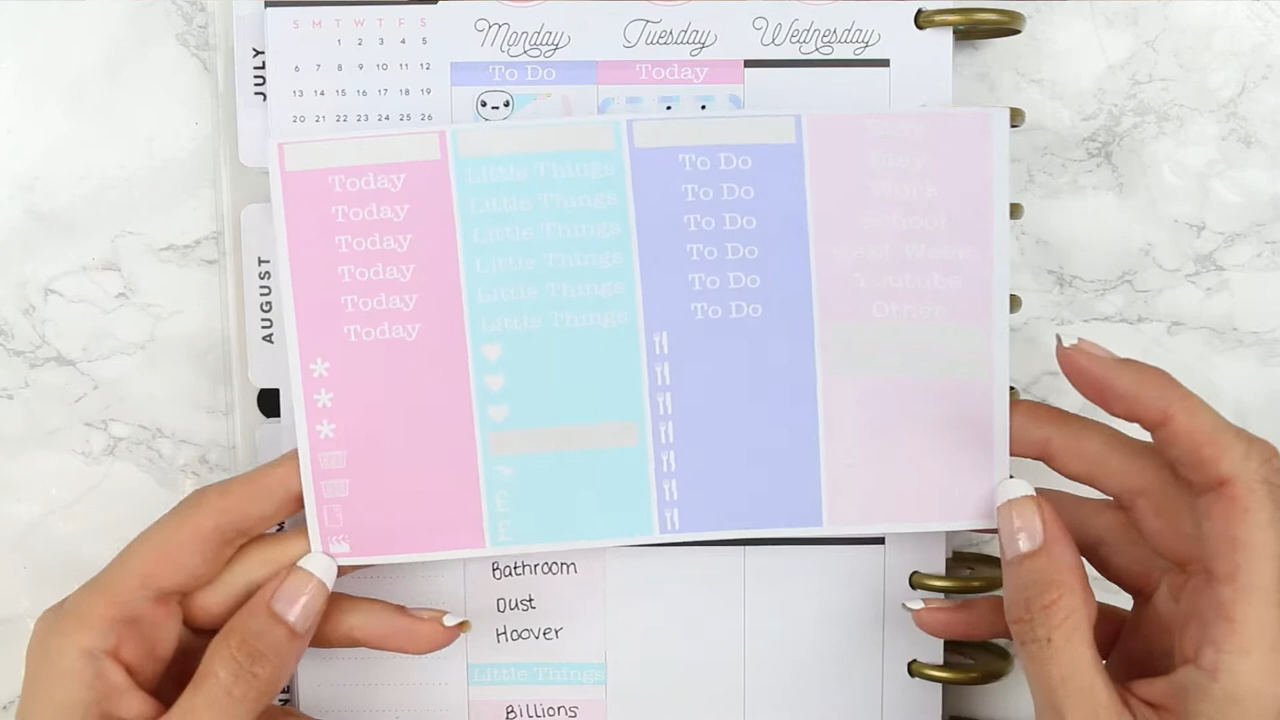 S M T W T F S
1 2 3 4 5
6 7 8 9 10 11 12
13 14 15 16 17 18 19
20 21 22 23 24 25 26
JULY
AUGUST
Monday Tuesday Wednesday
To Do Today
Today
Today
Today
Today
Today
Today
Little Things
Little Things
Little Things
Little Things
Little Things
Little Things
£
£
To Do
To Do
To Do
To Do
To Do
To Do
Work
School
Youtube
Other
Bathroom
Dust
Hoover
Little Things
Billions